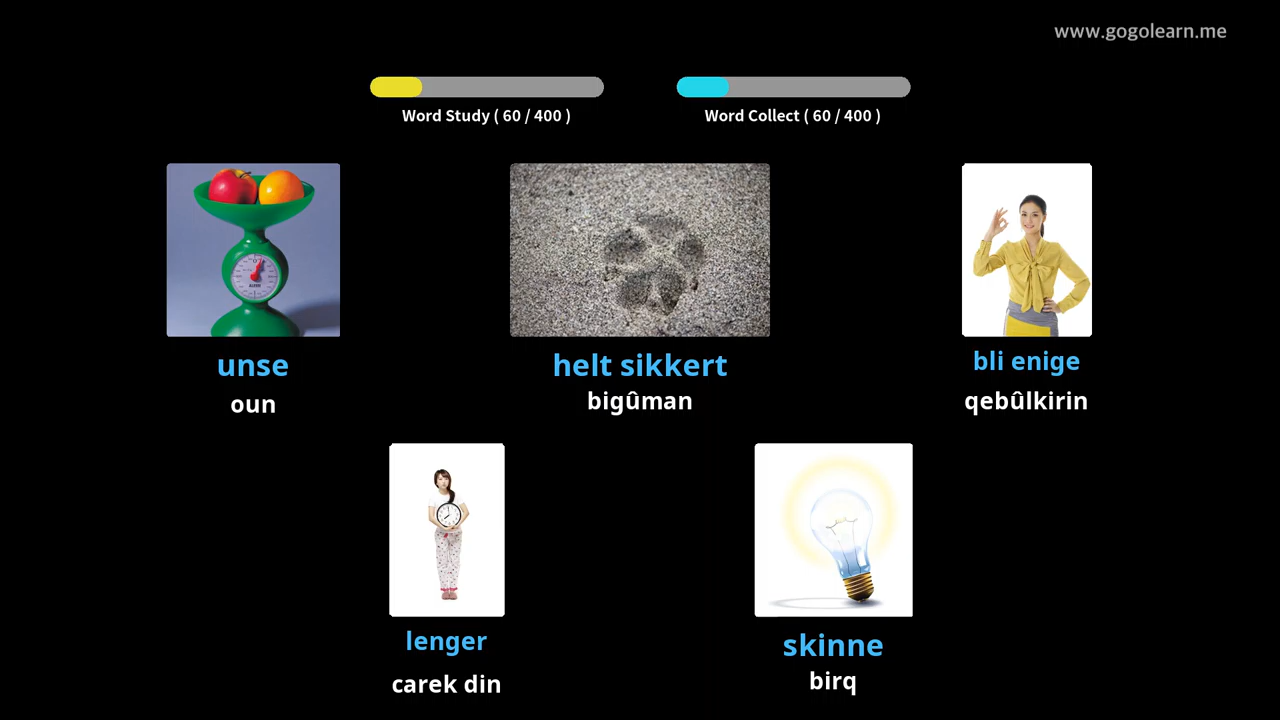 www.gogolearn.me
Word Study ( 60 / 400 )
Word Collect ( 60 / 400 )
unse
oun
helt sikkert
bigûman
bli enige
qebûlkirin
lenger
carek din
skinne
birq